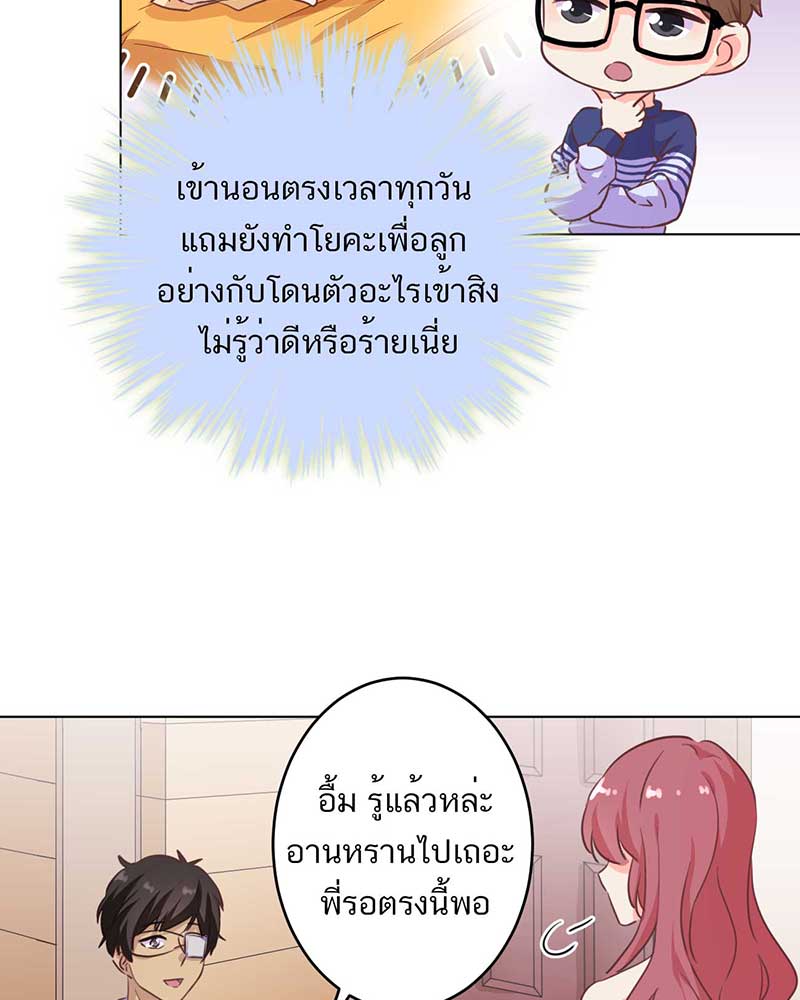 เข้านอนตรงเวลาทุกวัน
แถมยังทำโยคะเพื่อลูก
อย่างกับโดนตัวอะไรเข้าสิง
ไม่รู้ว่าดีหรือร้ายเนี่ย
อื้ม รู้แล้วหล่ะ
อานหรานไปเถอะ
พี่รอตรงนี้พอ